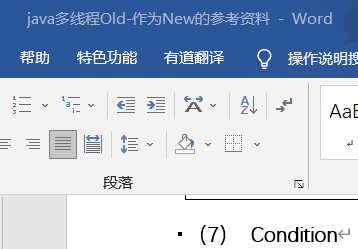 java多线程Old-作为New的参考资料 - Word
帮助 特色功能 有道翻译 操作说明搜
段落
AaB
(7) Condition